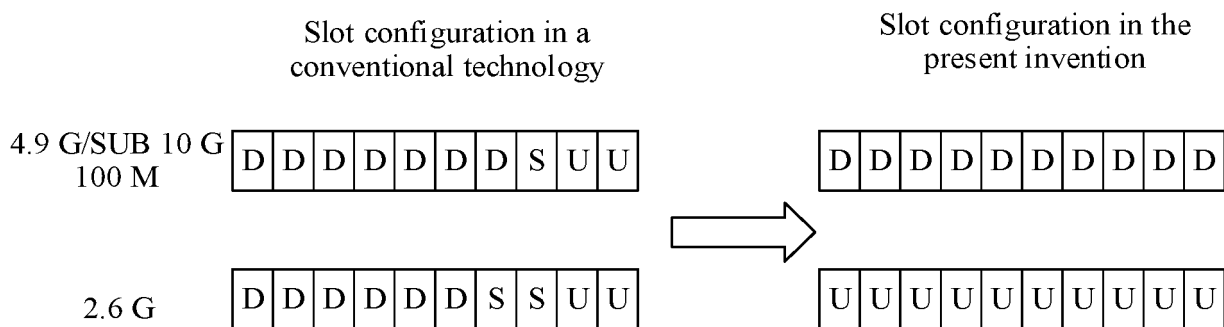 Slot configuration in a
conventional technology
Slot configuration in the
present invention
4.9 G/SUB 10 G
100 M
D D D D D D D S U U
D D D D D D D D D D
2.6 G
D D D D D D S S U U
U U U U U U U U U U